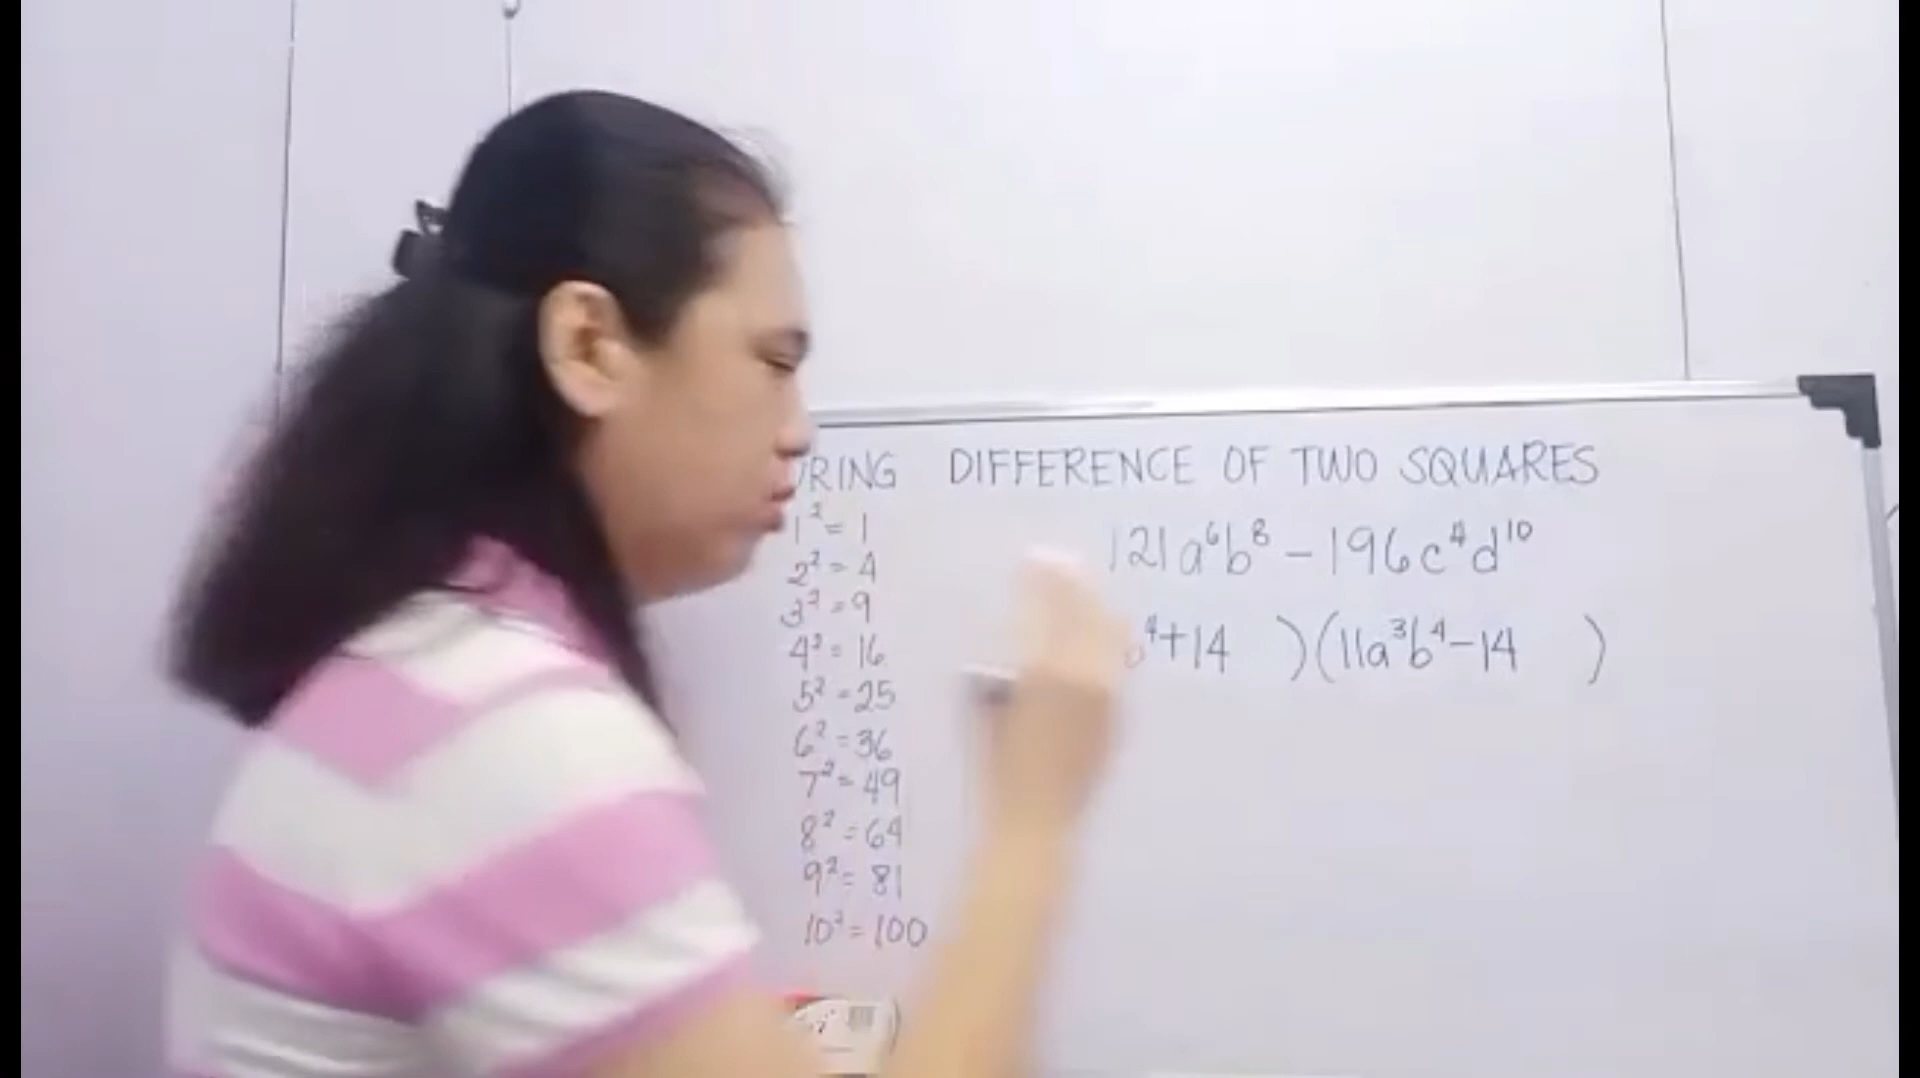 DIFFERENCE OF TWO SQUARES
1² = 1
2² = 4
3² = 9
4² = 16
5² = 25
6² = 36
7² = 49
8² = 64
9² = 81
10² = 100
121a⁶b⁸ – 196c⁴d¹⁰
⁴+14 )(11a³b⁴–14 )